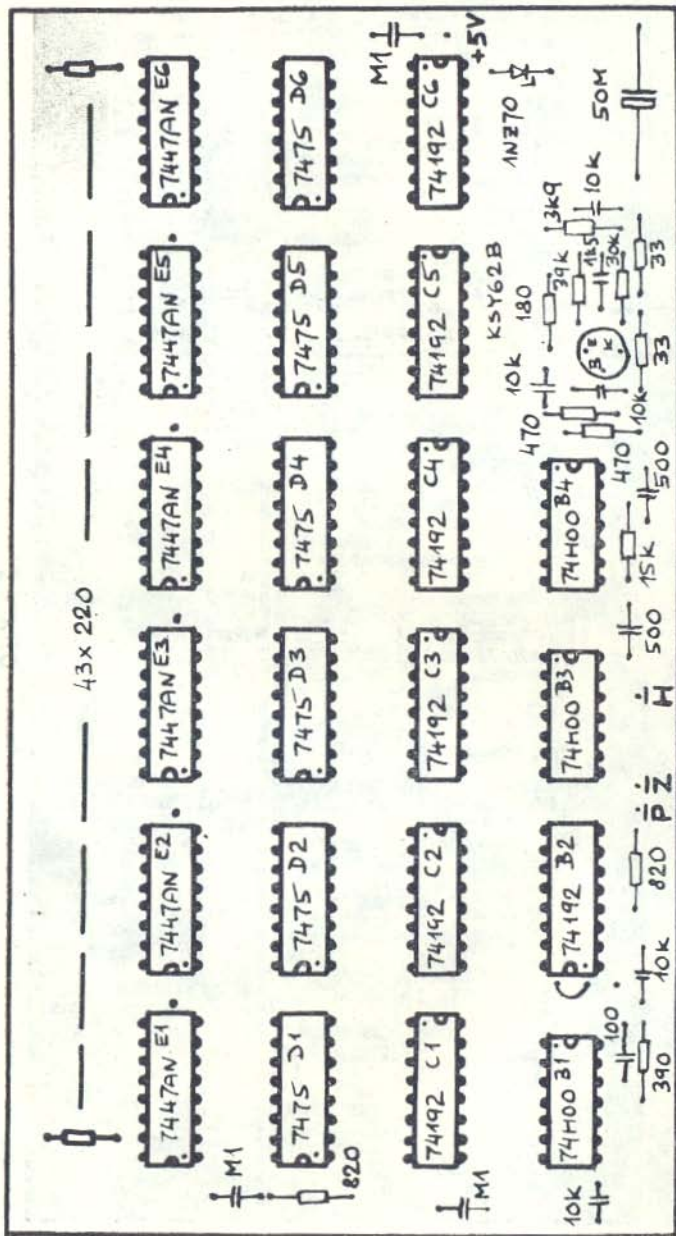 43 x 220
7447AN E1
7447AN E2
7447AN E3
7447AN E4
7447AN E5
7447AN E6
M1
820
7475 D1
7475 D2
7475 D3
7475 D4
7475 D5
7475 D6
M1
M1
74192 C1
74192 C2
74192 C3
74192 C4
74192 C5
74192 C6
+5V
KSY62B
1NZ70
10k
74H00 B1
74192 B2
74H00 B3
74H00 B4
470
10k
180
39k
3k9
1k5
30k
10k
B E K
470
10k
33
33
50M
100
390
10k
820
P Z H
500
15k
500